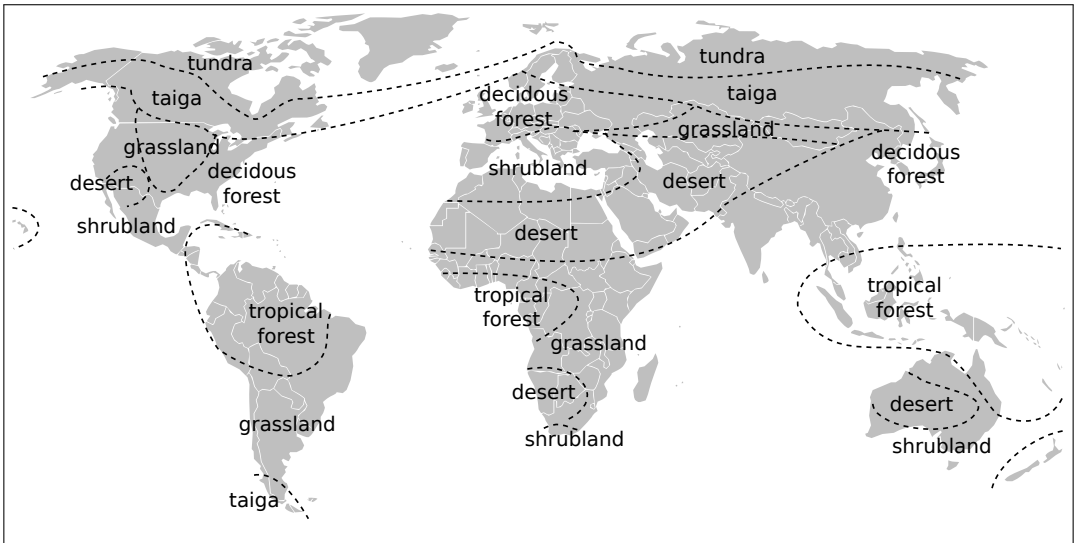 tundra
tundra
taiga
taiga
decidous
forest
grassland
grassland
decidous
forest
decidous
forest
shrubland
desert
desert
shrubland
desert
tropical
forest
tropical
forest
tropical
forest
grassland
desert
desert
grassland
shrubland
shrubland
taiga